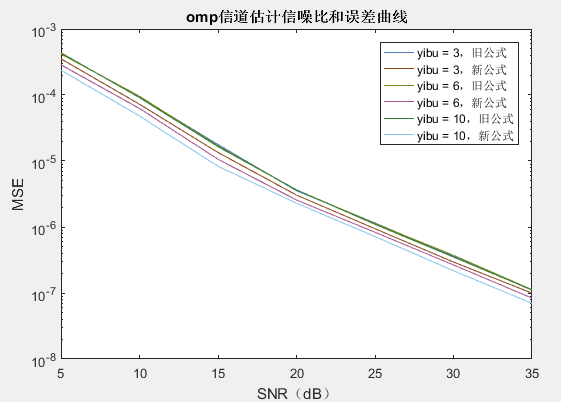 omp信道估计信噪比和误差曲线
10-3
10-4
10-5
10-6
10-7
10-8
MSE
yibu = 3，旧公式
yibu = 3，新公式
yibu = 6，旧公式
yibu = 6，新公式
yibu = 10，旧公式
yibu = 10，新公式
5 10 15 20 25 30 35
SNR（dB）